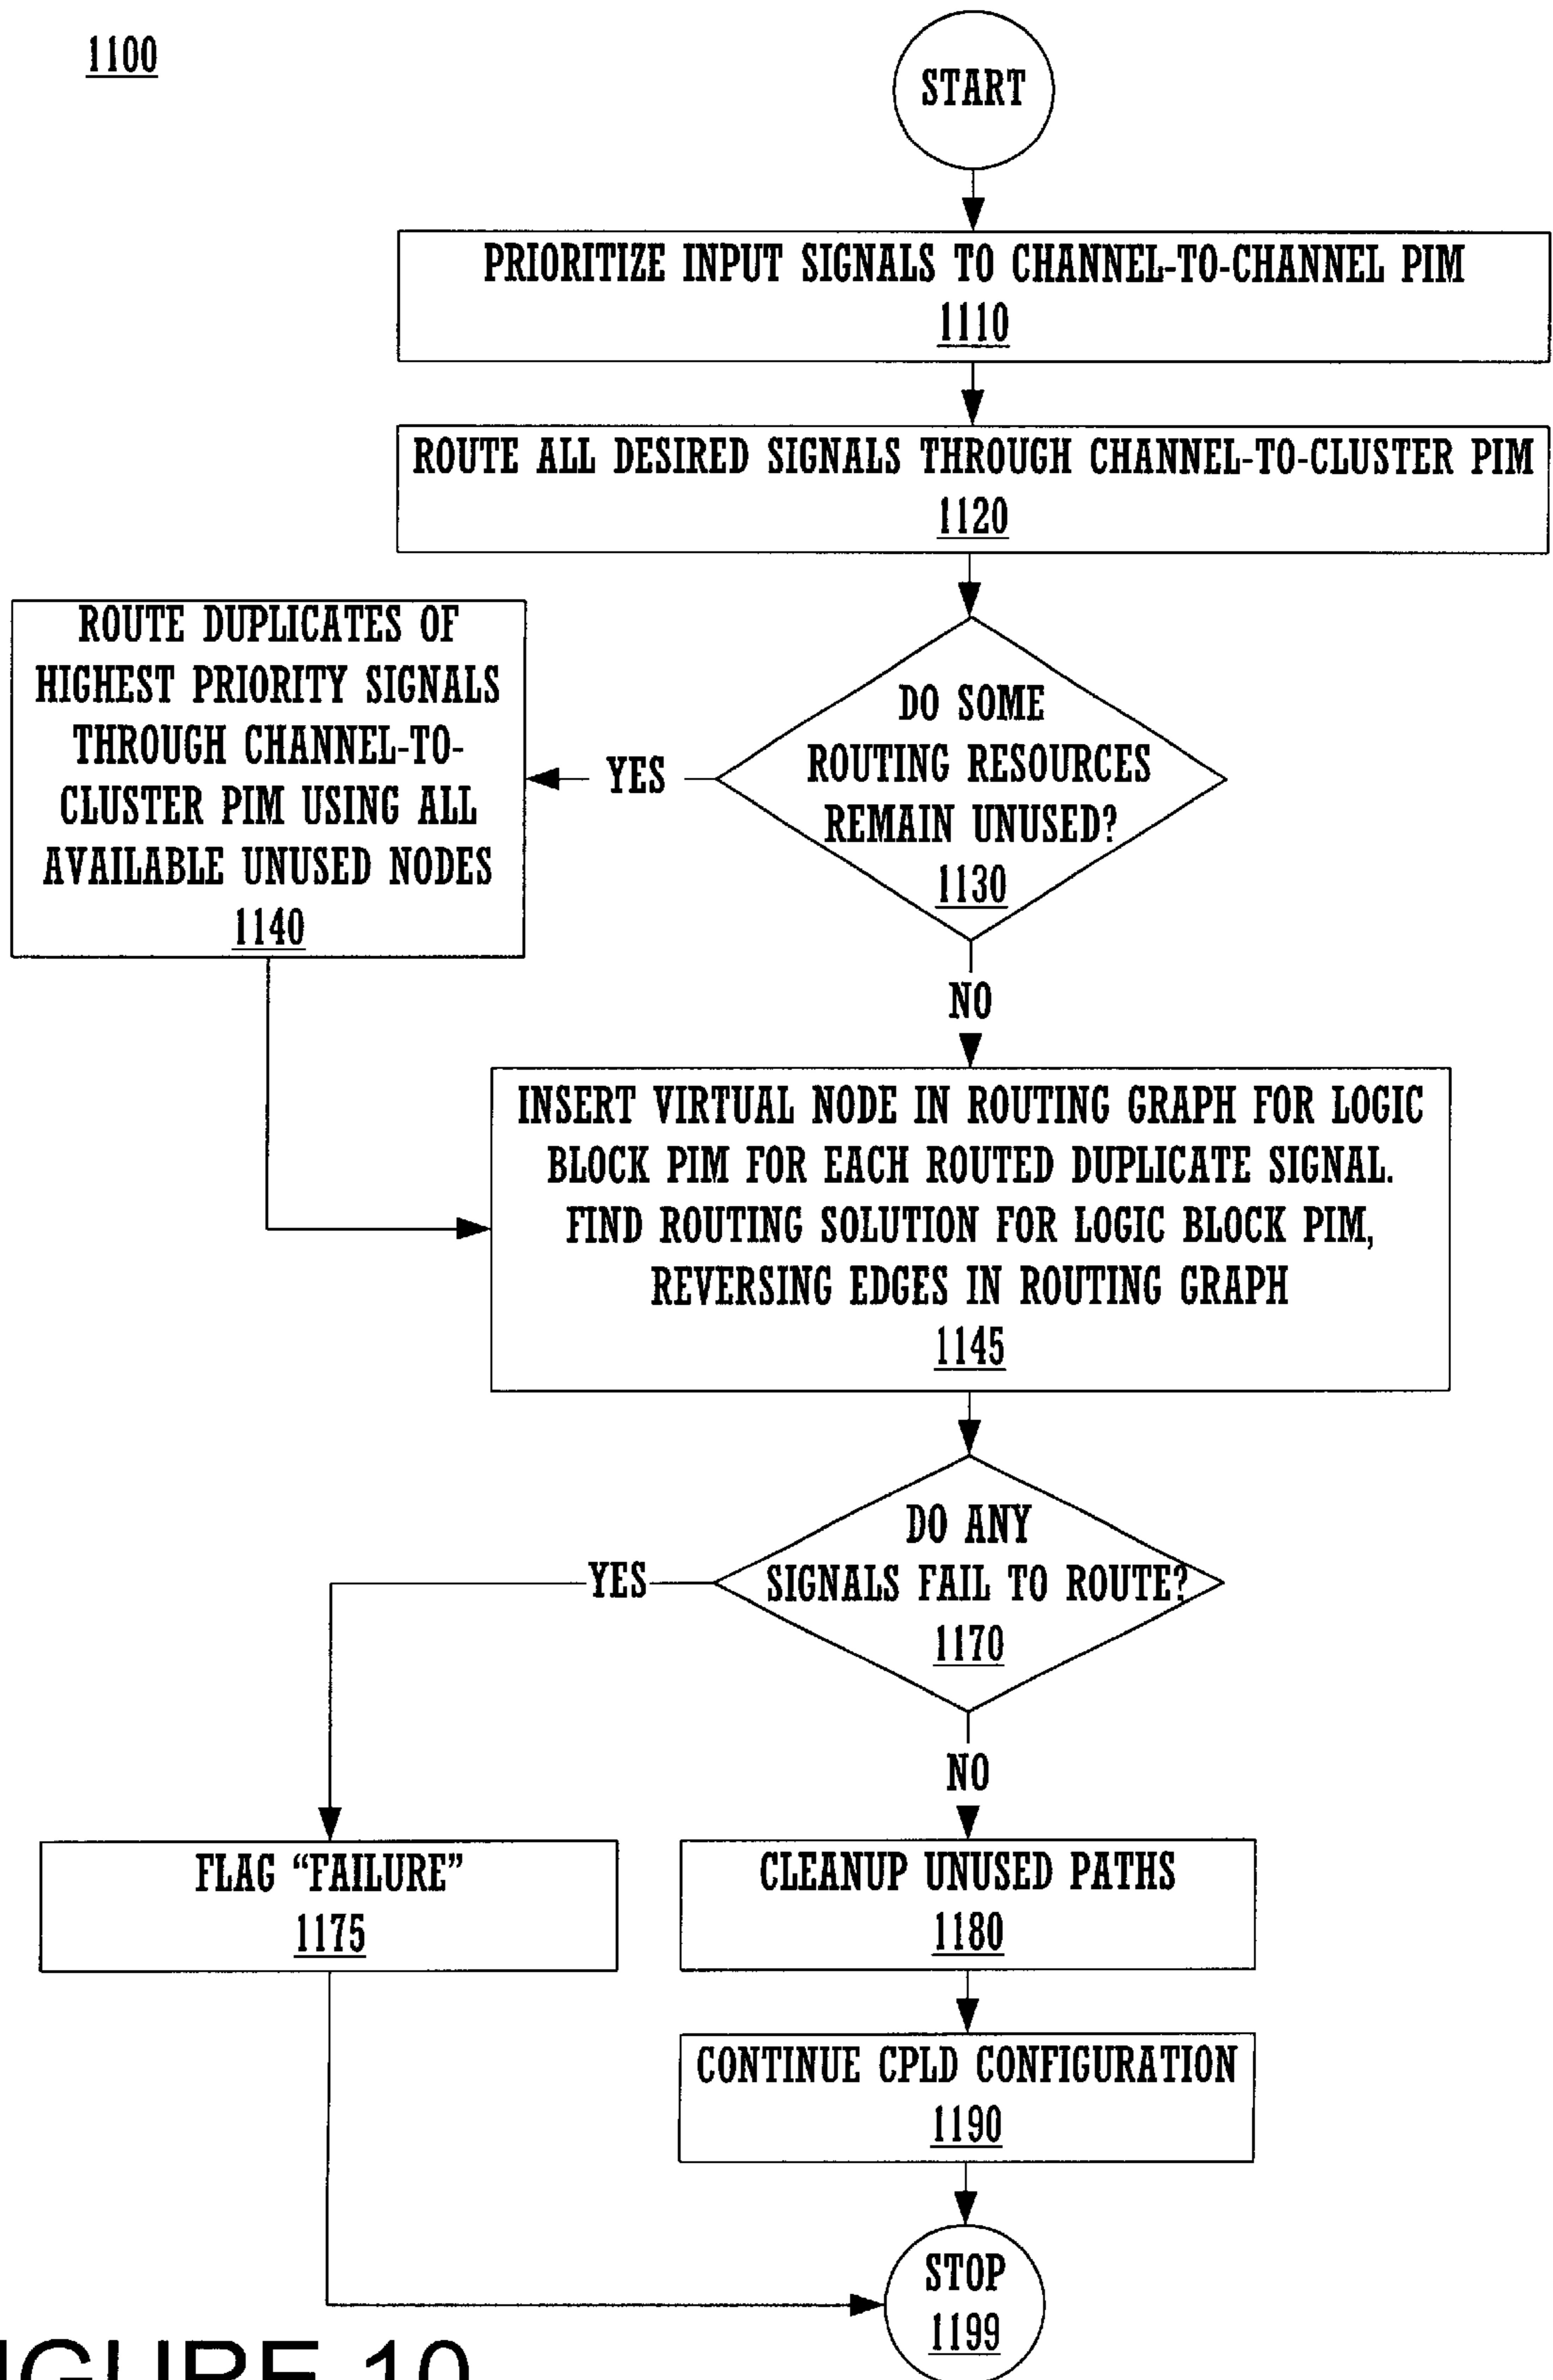 1100
START
PRIORITIZE INPUT SIGNALS TO CHANNEL-TO-CHANNEL PIM
1110
ROUTE ALL DESIRED SIGNALS THROUGH CHANNEL-TO-CLUSTER PIM
1120
ROUTE DUPLICATES OF
HIGHEST PRIORITY SIGNALS
THROUGH CHANNEL-TO-
CLUSTER PIM USING ALL
AVAILABLE UNUSED NODES
1140
YES
DO SOME
ROUTING RESOURCES
REMAIN UNUSED?
1130
NO
INSERT VIRTUAL NODE IN ROUTING GRAPH FOR LOGIC
BLOCK PIM FOR EACH ROUTED DUPLICATE SIGNAL.
FIND ROUTING SOLUTION FOR LOGIC BLOCK PIM,
REVERSING EDGES IN ROUTING GRAPH
1145
DO ANY
SIGNALS FAIL TO ROUTE?
1170
YES
NO
FLAG “FAILURE”
1175
CLEANUP UNUSED PATHS
1180
CONTINUE CPLD CONFIGURATION
1190
STOP
1199
IGURE 10